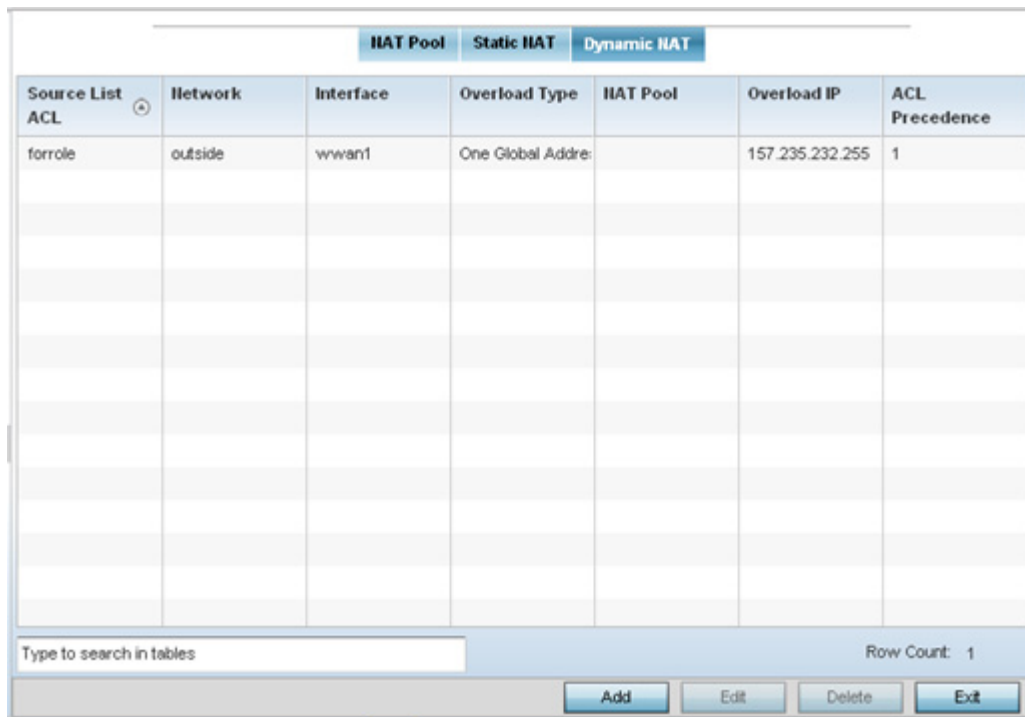 NAT Pool Static NAT Dynamic NAT
Source List ACL Network Interface Overload Type NAT Pool Overload IP ACL Precedence
forrole outside wwan1 One Global Addre 157.235.232.255 1
Type to search in tables Row Count: 1
Add Edit Delete Exit